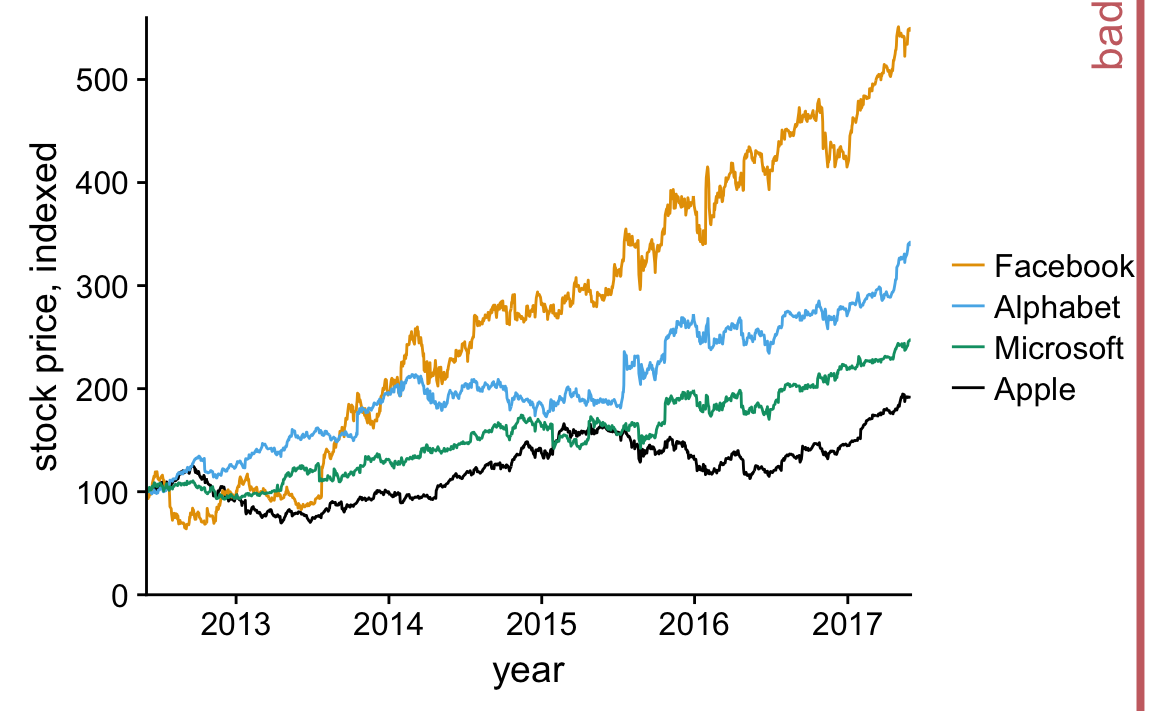 bad
500
400
300
200
100
0
stock price, indexed
2013 2014 2015 2016 2017
year
Facebook
Alphabet
Microsoft
Apple